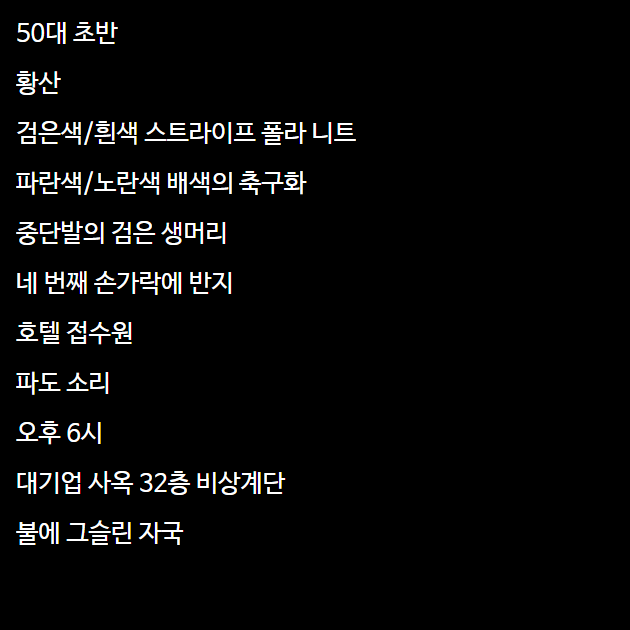 50대 초반
황산
검은색/흰색 스트라이프 폴라 니트
파란색/노란색 배색의 축구화
중단발의 검은 생머리
네 번째 손가락에 반지
호텔 접수원
파도 소리
오후 6시
대기업 사옥 32층 비상계단
불에 그슬린 자국